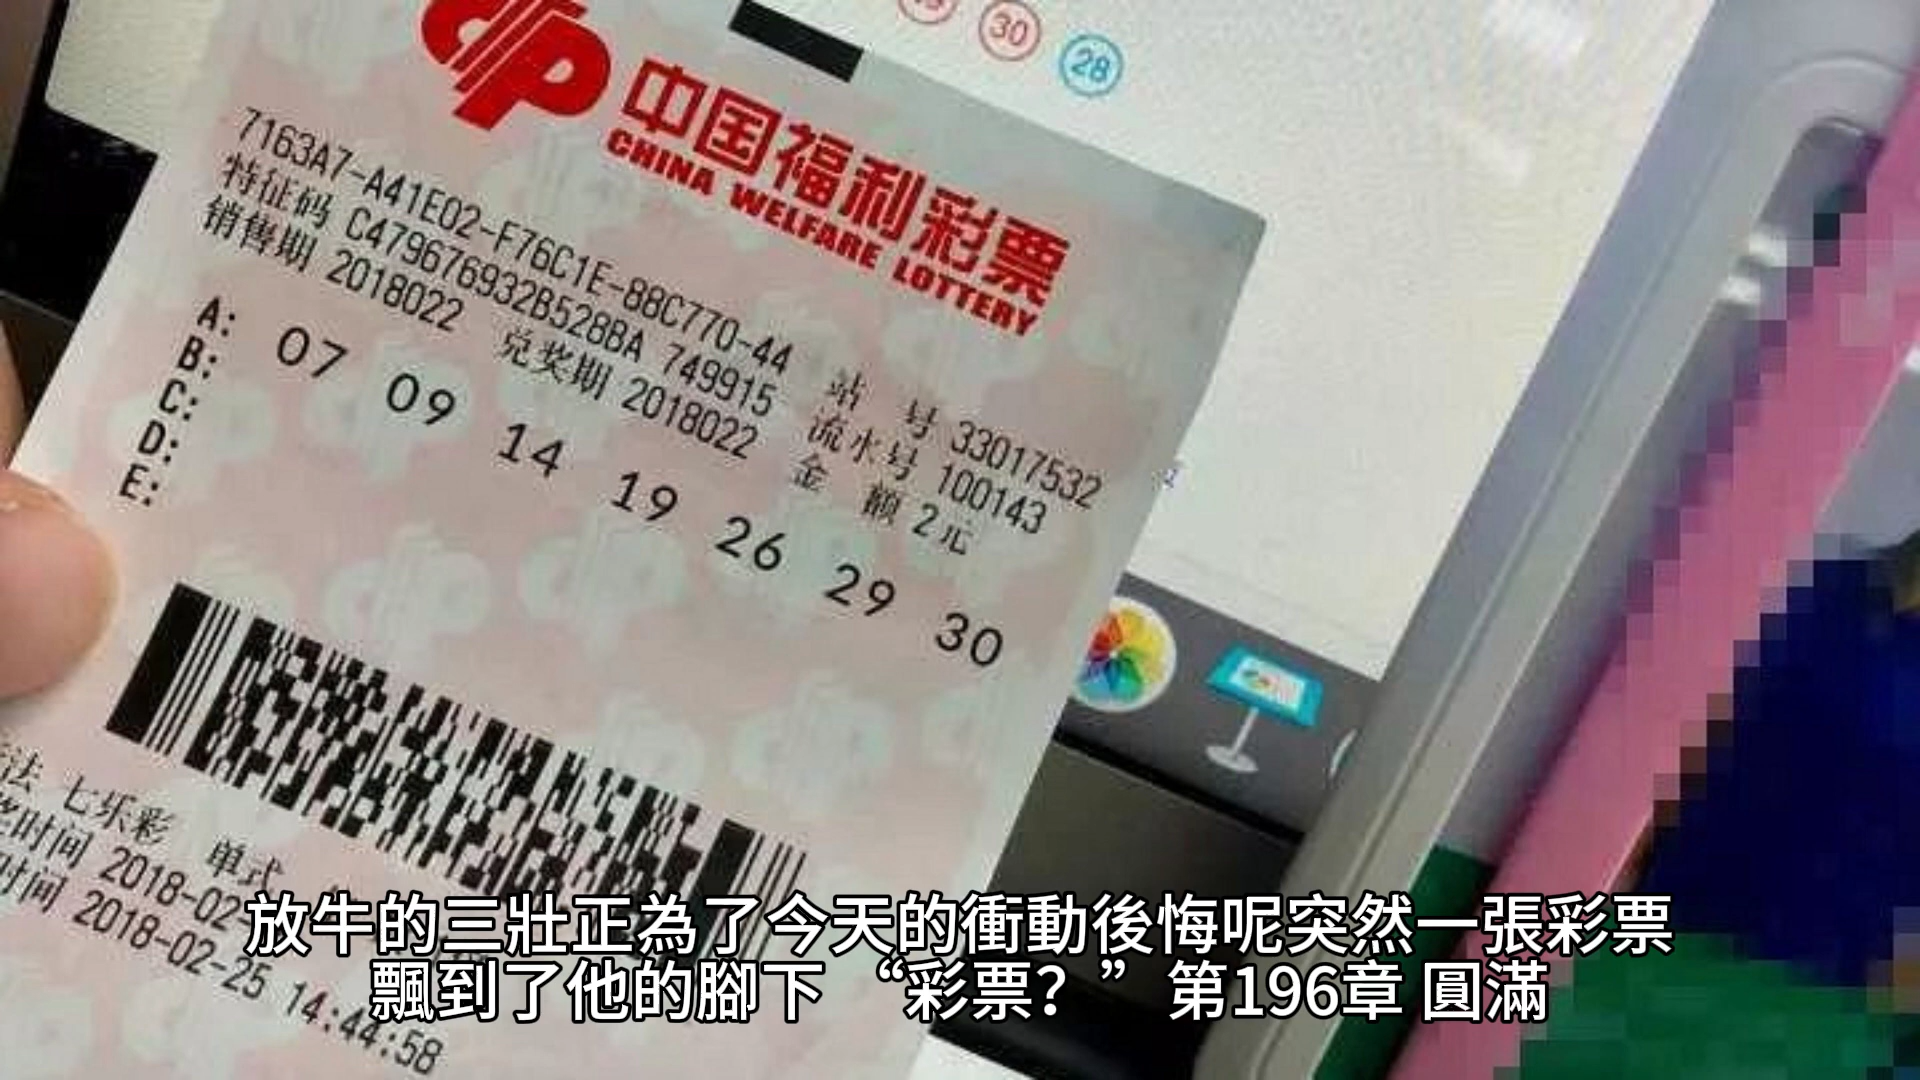 30 28
中国福利彩票
CHINA WELFARE LOTTERY
7163A7-A41E02-F76C1E-88C770-44 站 号 33017532
特征码 C479676932B528BA 749915 流水号 100143
销售期 2018022 兑奖期 2018022 金 额 2元
A: 07 09 14 19 26 29 30
B:
C:
D:
E:
法 七乐彩 单式
时间 2018-02
时间 2018-02-25 14:44:58
放牛的三壯正為了今天的衝動後悔呢突然一張彩票
飄到了他的腳下 “彩票？”第196章 圓滿